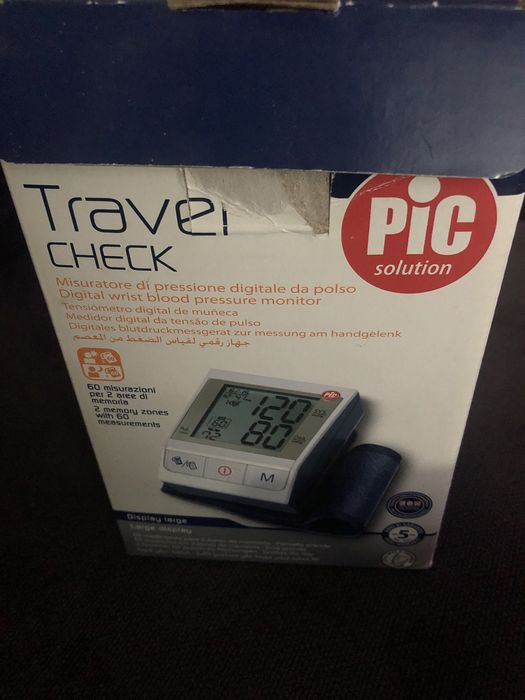 Travel
CHECK
PiC
solution
Misuratore di pressione digitale da polso
Digital wrist blood pressure monitor
Tensiómetro digital de muñeca
Medidor digital da tensão de pulso
Digitales blutdruckmessgerat zur messung am handgelenk
جهاز رقمي لقياس الضغط من المعصم
60 misurazioni
per 2 aree di
memoria
2 memory zones
with 60
measurements
PiC
120
80
M
Display large
Large display
5